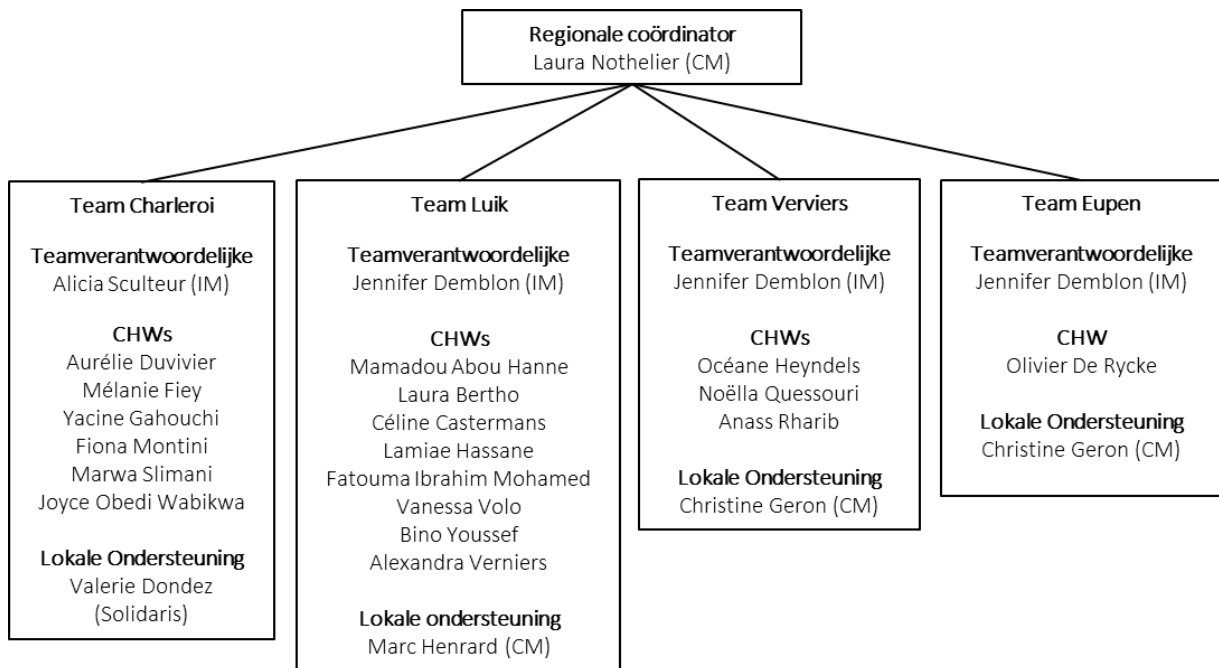 Regionale coördinator
Laura Nothelier (CM)
Team Charleroi
Teamverantwoordelijke
Alicia Sculteur (IM)
CHWs
Aurélie Duvivier
Mélanie Fiey
Yacine Gahouchi
Fiona Montini
Marwa Slimani
Joyce Obedi Wabikwa
Lokale Ondersteuning
Valerie Dondez
(Solidaris)
Team Luik
Teamverantwoordelijke
Jennifer Demblon (IM)
CHWs
Mamadou Abou Hanne
Laura Bertho
Céline Castermans
Lamiae Hassane
Fatouma Ibrahim Mohamed
Vanessa Volo
Bino Youssef
Alexandra Verniers
Lokale ondersteuning
Marc Henrard (CM)
Team Verviers
Teamverantwoordelijke
Jennifer Demblon (IM)
CHWs
Océane Heyndels
Noëlla Quessouri
Anass Rharib
Lokale Ondersteuning
Christine Geron (CM)
Team Eupen
Teamverantwoordelijke
Jennifer Demblon (IM)
CHW
Olivier De Rycke
Lokale Ondersteuning
Christine Geron (CM)